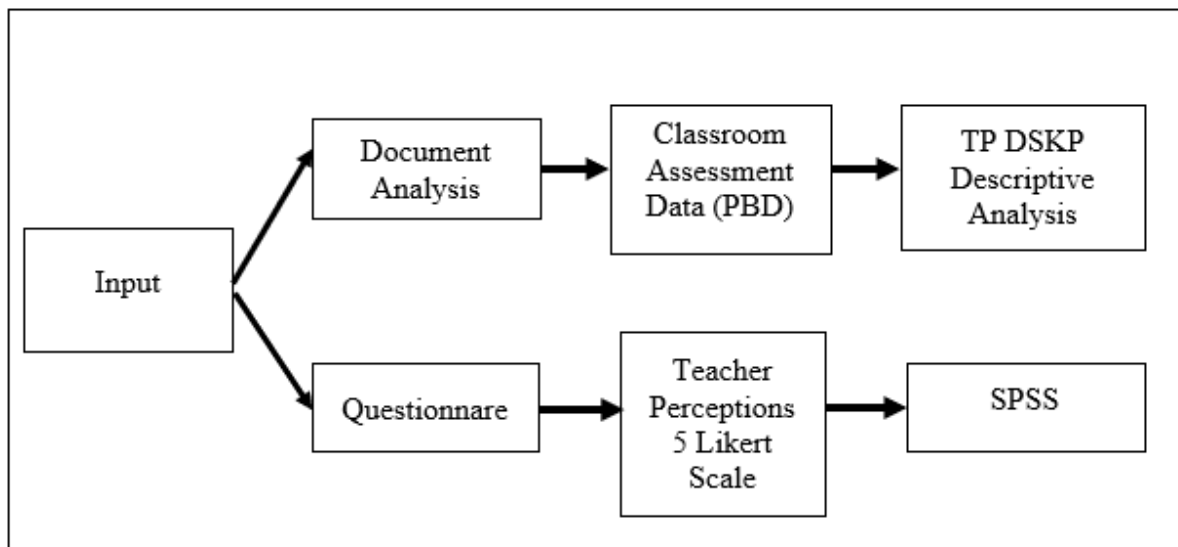 Input
Document
Analysis
Classroom
Assessment
Data (PBD)
TP DSKP
Descriptive
Analysis
Questionnare
Teacher
Perceptions
5 Likert
Scale
SPSS